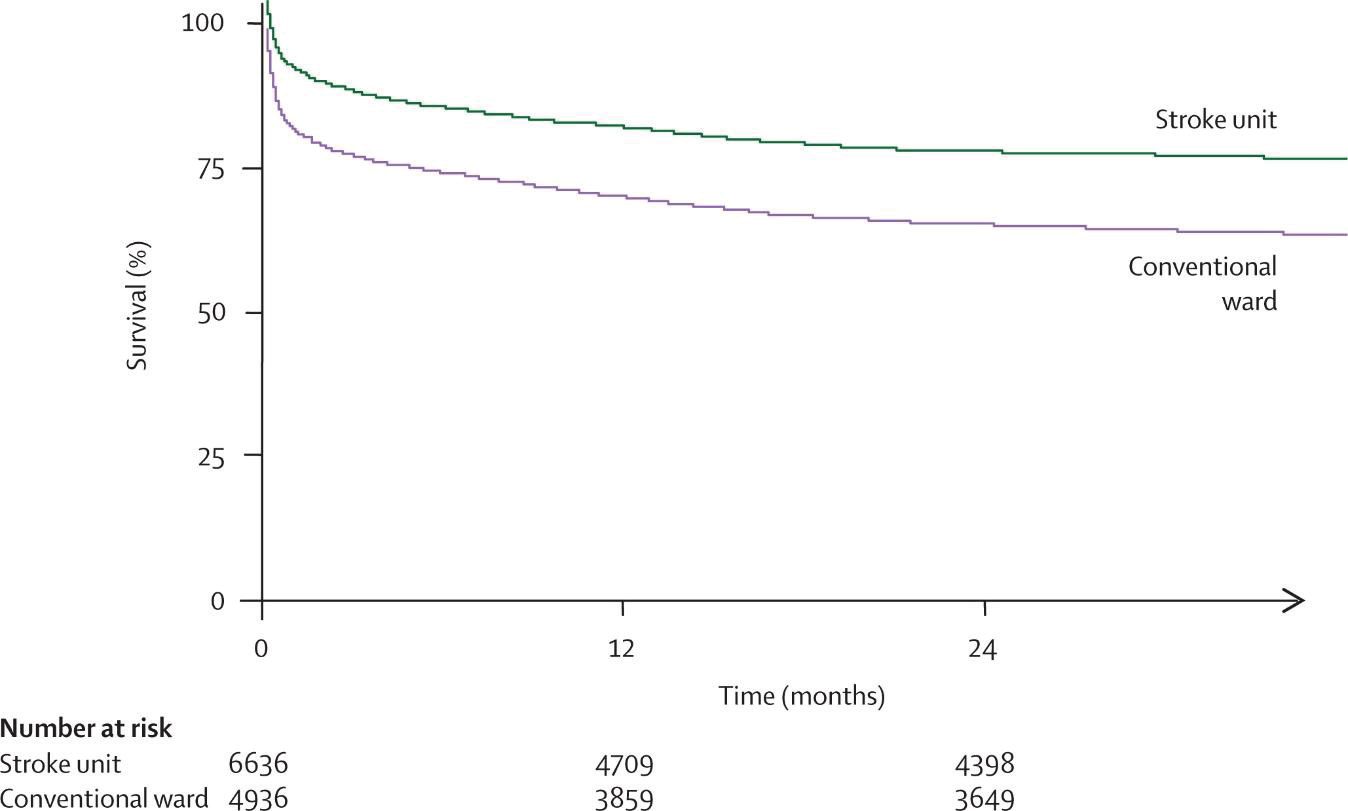 100
75
50
25
0
Survival (%)
Stroke unit
Conventional
ward
0 12 24
Time (months)
Number at risk
Stroke unit 6636 4709 4398
Conventional ward 4936 3859 3649